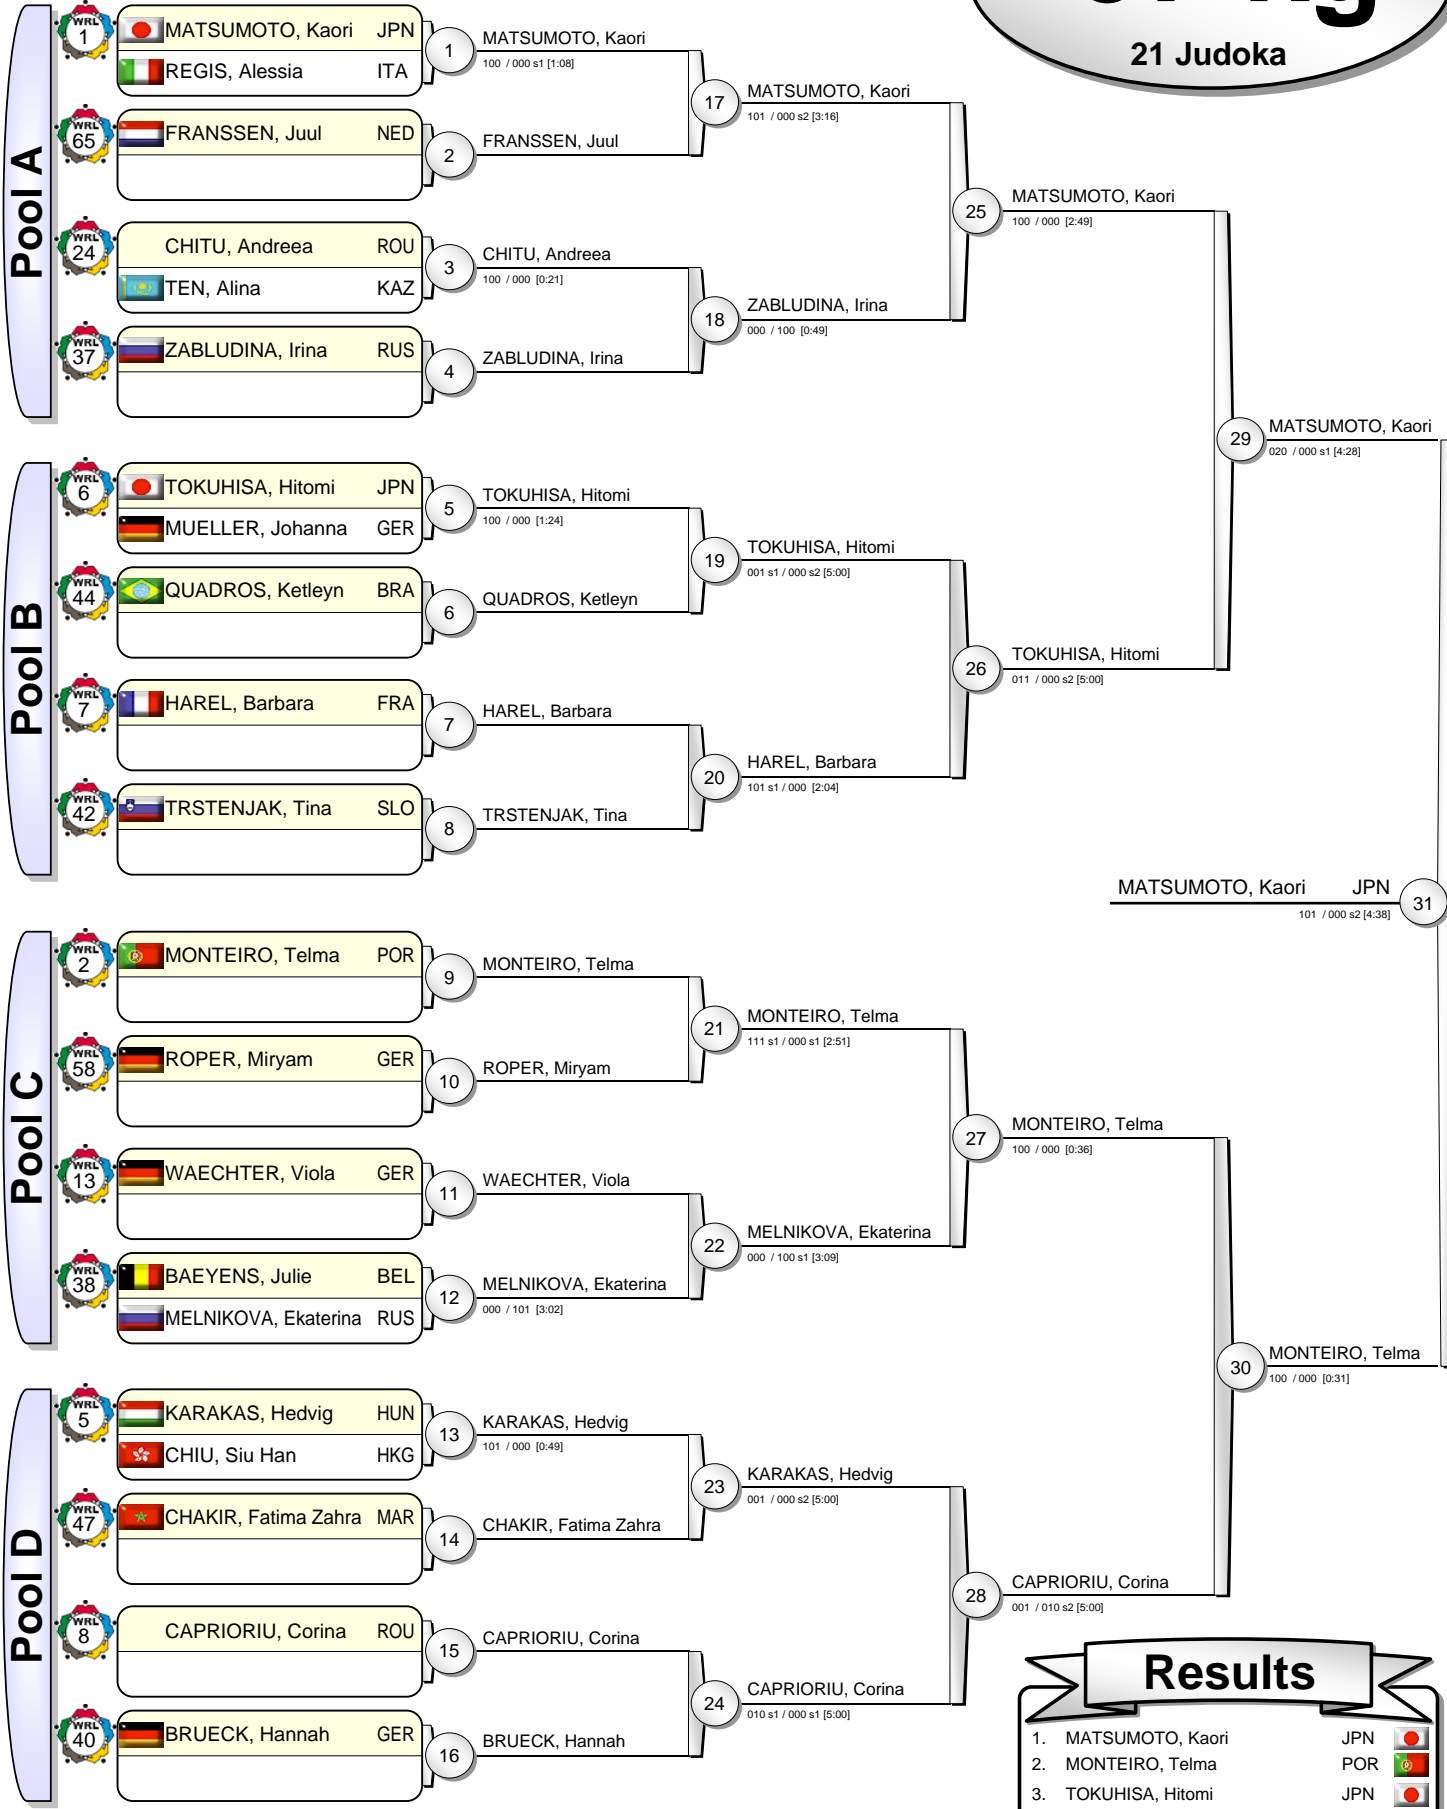 21 Judoka
Pool A
WRL 1
MATSUMOTO, Kaori JPN
REGIS, Alessia ITA
1
MATSUMOTO, Kaori
100 / 000 s1 [1:08]
WRL 65
FRANSSEN, Juul NED
2
FRANSSEN, Juul
17
MATSUMOTO, Kaori
101 / 000 s2 [3:16]
WRL 24
CHITU, Andreea ROU
TEN, Alina KAZ
3
CHITU, Andreea
100 / 000 [0:21]
WRL 37
ZABLUDINA, Irina RUS
4
ZABLUDINA, Irina
18
ZABLUDINA, Irina
000 / 100 [0:49]
25
MATSUMOTO, Kaori
100 / 000 [2:49]
Pool B
WRL 6
TOKUHISA, Hitomi JPN
MUELLER, Johanna GER
5
TOKUHISA, Hitomi
100 / 000 [1:24]
WRL 44
QUADROS, Ketleyn BRA
6
QUADROS, Ketleyn
19
TOKUHISA, Hitomi
001 s1 / 000 s2 [5:00]
WRL 7
HAREL, Barbara FRA
7
HAREL, Barbara
WRL 42
TRSTENJAK, Tina SLO
8
TRSTENJAK, Tina
20
HAREL, Barbara
101 s1 / 000 [2:04]
26
TOKUHISA, Hitomi
011 / 000 s2 [5:00]
29
MATSUMOTO, Kaori
020 / 000 s1 [4:28]
MATSUMOTO, Kaori JPN
101 / 000 s2 [4:38]
31
Pool C
WRL 2
MONTEIRO, Telma POR
9
MONTEIRO, Telma
WRL 58
ROPER, Miryam GER
10
ROPER, Miryam
21
MONTEIRO, Telma
111 s1 / 000 s1 [2:51]
WRL 13
WAECHTER, Viola GER
11
WAECHTER, Viola
WRL 38
BAEYENS, Julie BEL
MELNIKOVA, Ekaterina RUS
12
MELNIKOVA, Ekaterina
000 / 101 [3:02]
22
MELNIKOVA, Ekaterina
000 / 100 s1 [3:09]
27
MONTEIRO, Telma
100 / 000 [0:36]
Pool D
WRL 5
KARAKAS, Hedvig HUN
CHIU, Siu Han HKG
13
KARAKAS, Hedvig
101 / 000 [0:49]
WRL 47
CHAKIR, Fatima Zahra MAR
14
CHAKIR, Fatima Zahra
23
KARAKAS, Hedvig
001 / 000 s2 [5:00]
WRL 8
CAPRIORIU, Corina ROU
15
CAPRIORIU, Corina
WRL 40
BRUECK, Hannah GER
16
BRUECK, Hannah
24
CAPRIORIU, Corina
010 s1 / 000 s1 [5:00]
28
CAPRIORIU, Corina
001 / 010 s2 [5:00]
30
MONTEIRO, Telma
100 / 000 [0:31]
Results
1. MATSUMOTO, Kaori JPN
2. MONTEIRO, Telma POR
3. TOKUHISA, Hitomi JPN